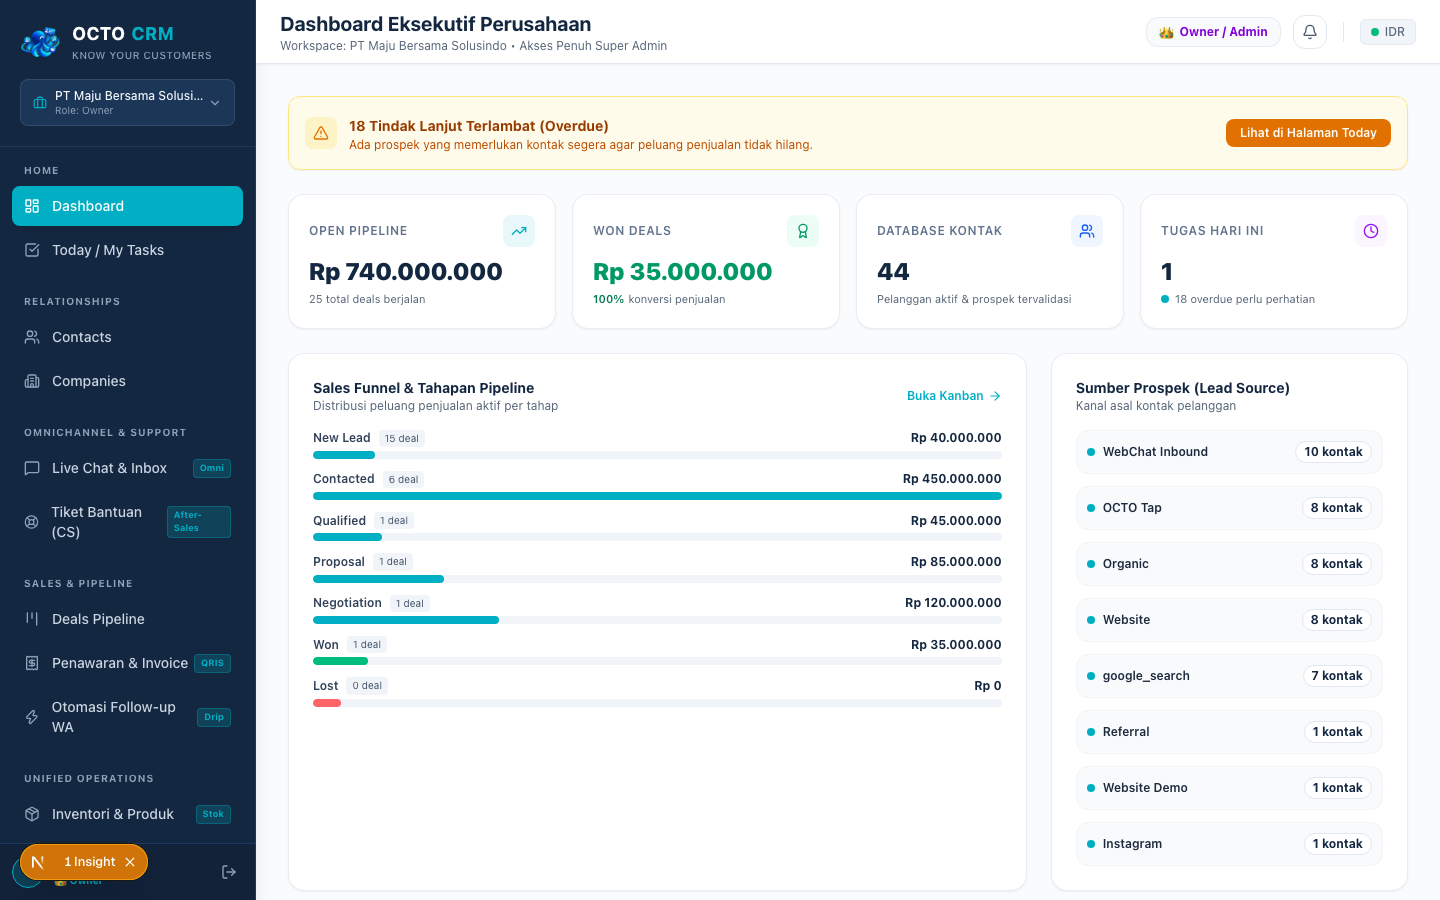 OCTO CRM
KNOW YOUR CUSTOMERS
PT Maju Bersama Solusi...
Role: Owner
HOME
Dashboard
Today / My Tasks
RELATIONSHIPS
Contacts
Companies
OMNICHANNEL & SUPPORT
Live Chat & Inbox
Omni
Tiket Bantuan
(CS)
After-
Sales
SALES & PIPELINE
Deals Pipeline
Penawaran & Invoice
QRIS
Otomasi Follow-up
WA
Drip
UNIFIED OPERATIONS
Inventori & Produk
Stok
N
1 Insight
Owner
Dashboard Eksekutif Perusahaan
Workspace: PT Maju Bersama Solusindo • Akses Penuh Super Admin
Owner / Admin
IDR
18 Tindak Lanjut Terlambat (Overdue)
Ada prospek yang memerlukan kontak segera agar peluang penjualan tidak hilang.
Lihat di Halaman Today
OPEN PIPELINE
Rp 740.000.000
25 total deals berjalan
WON DEALS
Rp 35.000.000
100% konversi penjualan
DATABASE KONTAK
44
Pelanggan aktif & prospek tervalidasi
TUGAS HARI INI
1
18 overdue perlu perhatian
Sales Funnel & Tahapan Pipeline
Distribusi peluang penjualan aktif per tahap
Buka Kanban →
New Lead 15 deal Rp 40.000.000
Contacted 6 deal Rp 450.000.000
Qualified 1 deal Rp 45.000.000
Proposal 1 deal Rp 85.000.000
Negotiation 1 deal Rp 120.000.000
Won 1 deal Rp 35.000.000
Lost 0 deal Rp 0
Sumber Prospek (Lead Source)
Kanal asal kontak pelanggan
WebChat Inbound 10 kontak
OCTO Tap 8 kontak
Organic 8 kontak
Website 8 kontak
google_search 7 kontak
Referral 1 kontak
Website Demo 1 kontak
Instagram 1 kontak